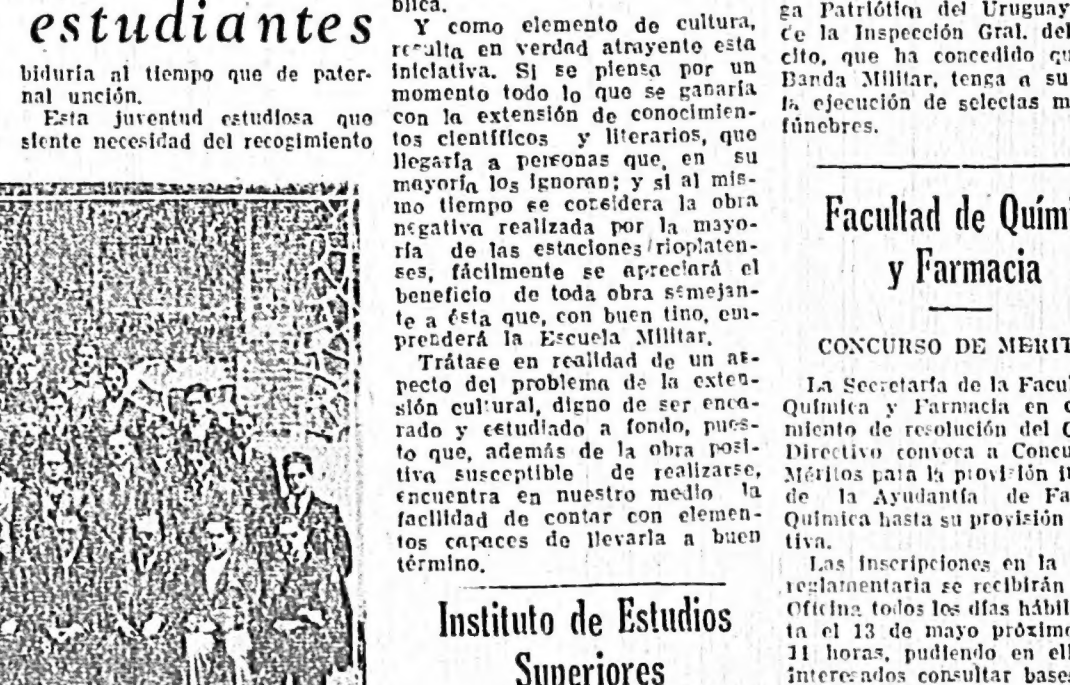 estudiantes
biduría al tiempo que de pater-
nal unción.
Esta juventud estudiosa que
siente necesidad del recogimiento
blica.
Y como elemento de cultura,
resulta en verdad atrayente esta
iniciativa. Si se piensa por un
momento todo lo que se ganaría
con la extensión de conocimien-
tos científicos y literarios, que
llegaría a personas que, en su
mayoría los ignoran; y si al mis-
mo tiempo se considera la obra
negativa realizada por la mayo-
ría de las estaciones rioplaten-
ses, fácilmente se apreciará el
beneficio de toda obra semejan-
te a ésta que, con buen tino, em-
prenderá la Escuela Militar.
Trátase en realidad de un as-
pecto del problema de la exten-
sión cultural, digno de ser enca-
rado y estudiado a fondo, pues-
to que, además de la obra posi-
tiva susceptible de realizarse,
encuentra en nuestro medio la
facilidad de contar con elemen-
tos capaces de llevarla a buen
término.
Instituto de Estudios
Superiores
ga Patriótica del Uruguay
de la Inspección Gral. del
cito, que ha concedido qu
Banda Militar, tenga a su
la ejecución de selectas m
fúnebres.
Facultad de Quími
y Farmacia
CONCURSO DE MERIT
La Secretaría de la Facu
Química y Farmacia en c
miento de resolución del C
Directivo convoca a Concu
Méritos para la provisión i
de la Ayudantía de Fa
Química hasta su provisión
tiva.
Las inscripciones en la
reglamentaria se recibirán
Oficina todos los días hábil
ta el 13 de mayo próximo
11 horas, pudiendo en ell
interesados consultar bases